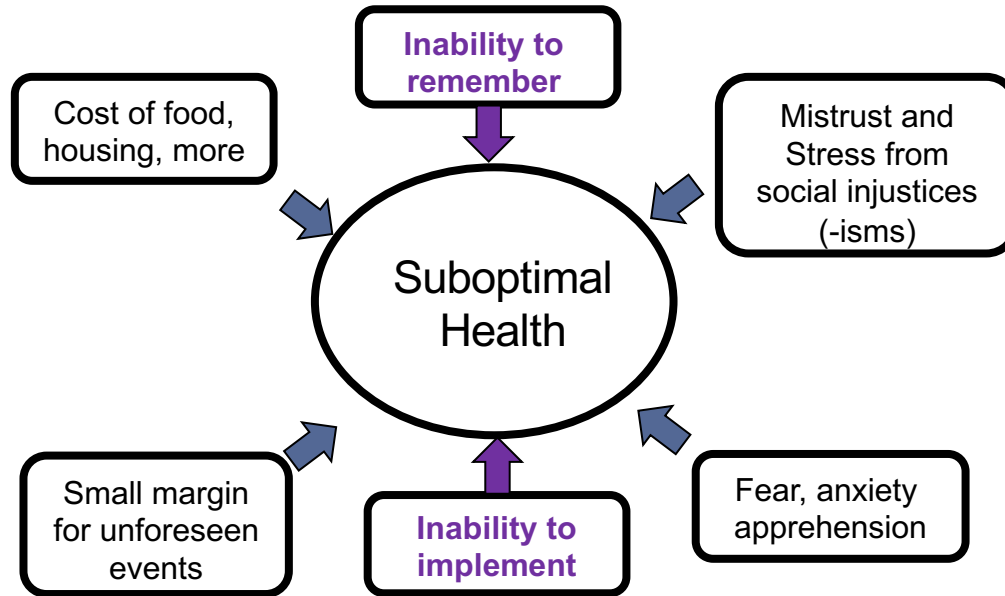 Inability to
remember
Cost of food,
housing, more
Mistrust and
Stress from
social injustices
(-isms)
Suboptimal
Health
Small margin
for unforeseen
events
Inability to
implement
Fear, anxiety
apprehension